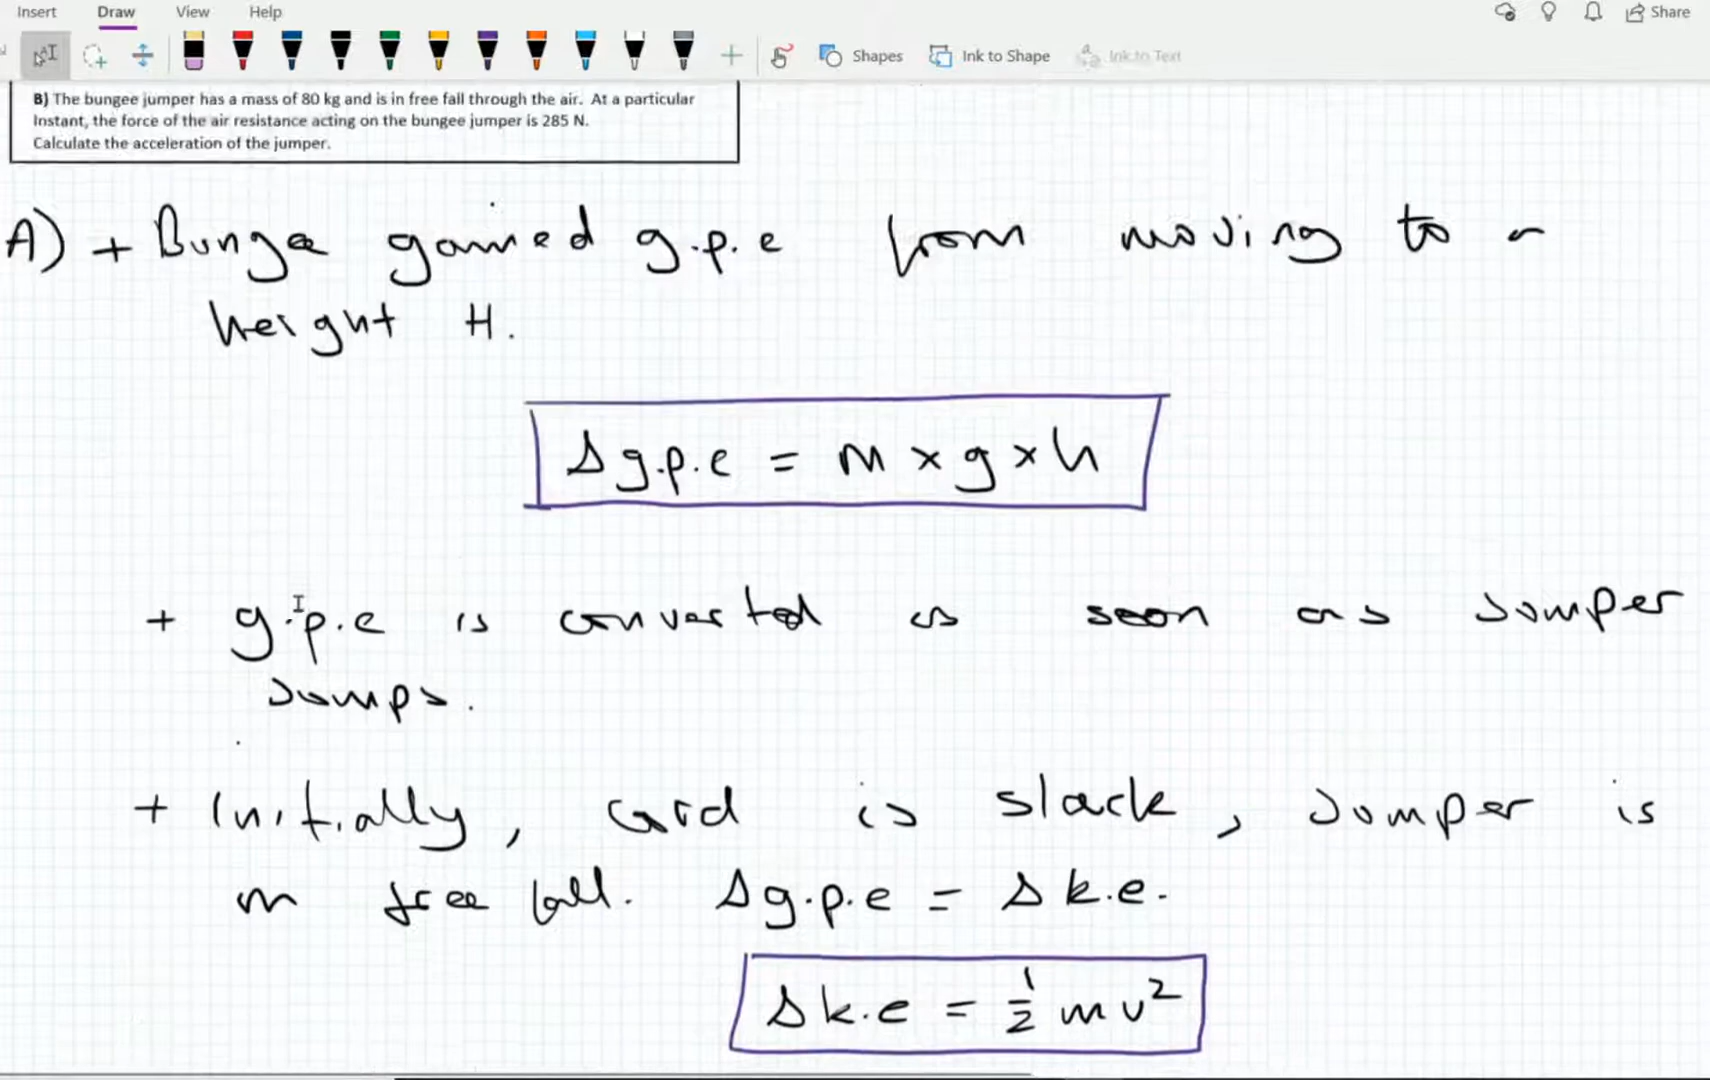 Insert Draw View Help Share
Shapes Ink to Shape Ink to Text
B) The bungee jumper has a mass of 80 kg and is in free fall through the air. At a particular
Instant, the force of the air resistance acting on the bungee jumper is 285 N.
Calculate the acceleration of the jumper.
A) + Bungee gained g.p.e from moving to a
height H.
Δg.p.e = m × g × h
+ g.p.e is converted as soon as Jumper
Jumps.
+ Initially, cord is slack, Jumper is
in free fall. Δg.p.e = Δk.e.
Δk.e = ½mv²